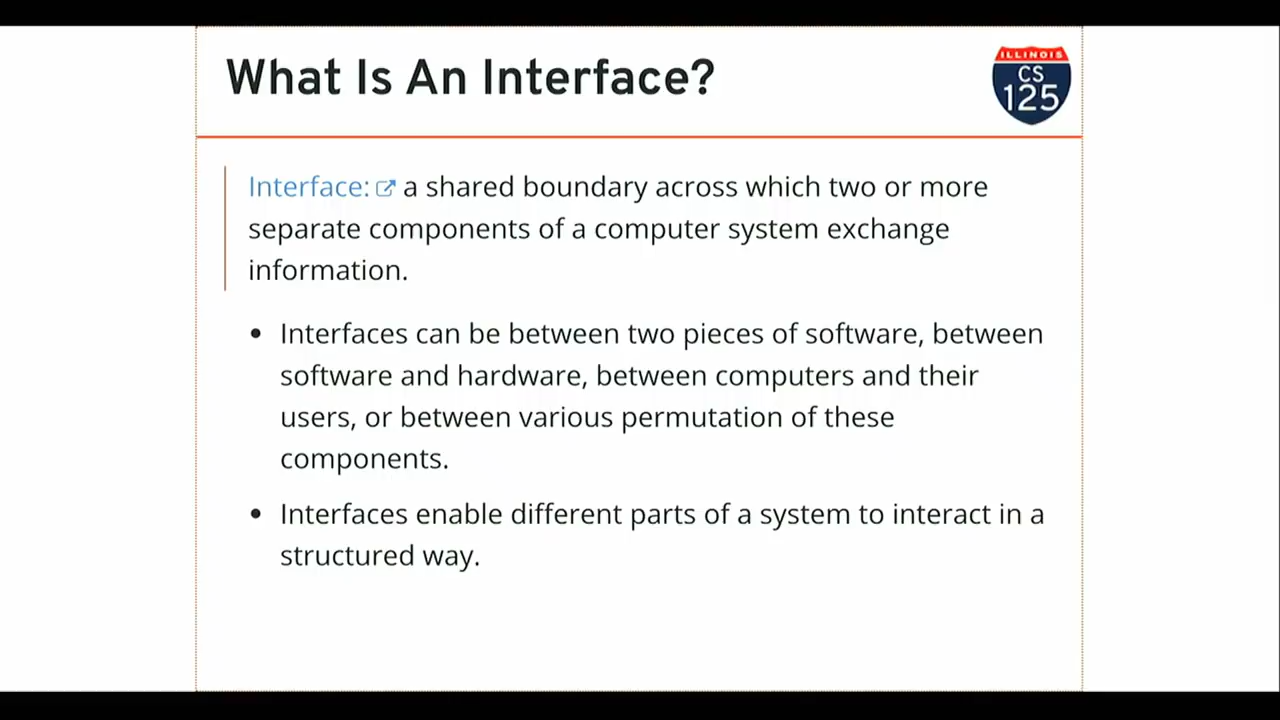 What Is An Interface?
ILLINOIS
CS
125
Interface: a shared boundary across which two or more
separate components of a computer system exchange
information.
• Interfaces can be between two pieces of software, between
software and hardware, between computers and their
users, or between various permutation of these
components.
• Interfaces enable different parts of a system to interact in a
structured way.